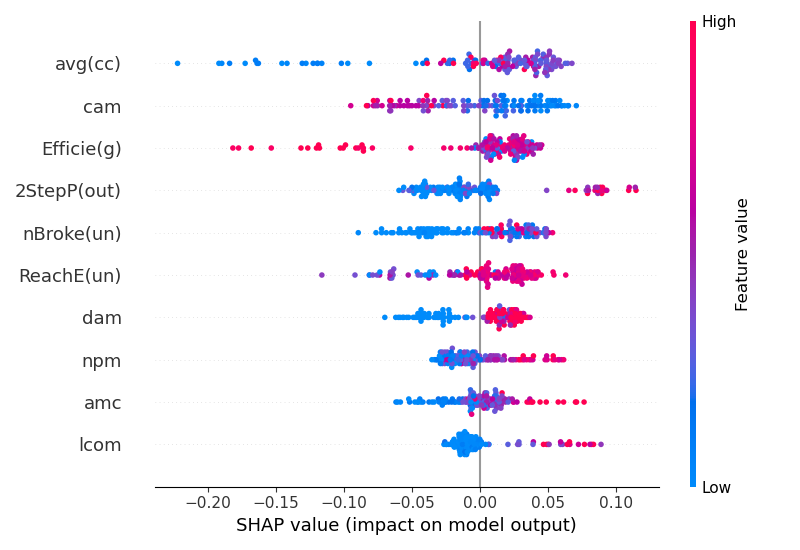 High
avg(cc)
cam
Efficie(g)
2StepP(out)
nBroke(un)
ReachE(un)
dam
npm
amc
lcom
Feature value
Low
−0.20 −0.15 −0.10 −0.05 0.00 0.05 0.10
SHAP value (impact on model output)